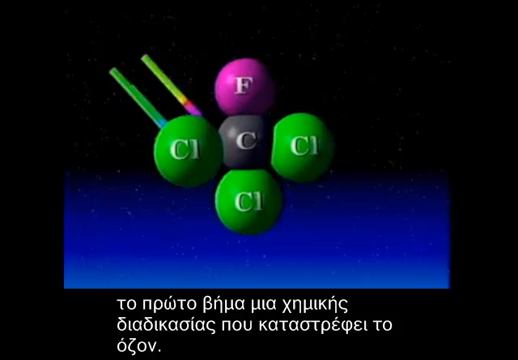 F
Cl C Cl
Cl
το πρώτο βήμα μια χημικής
διαδικασίας που καταστρέφει το
όζον.